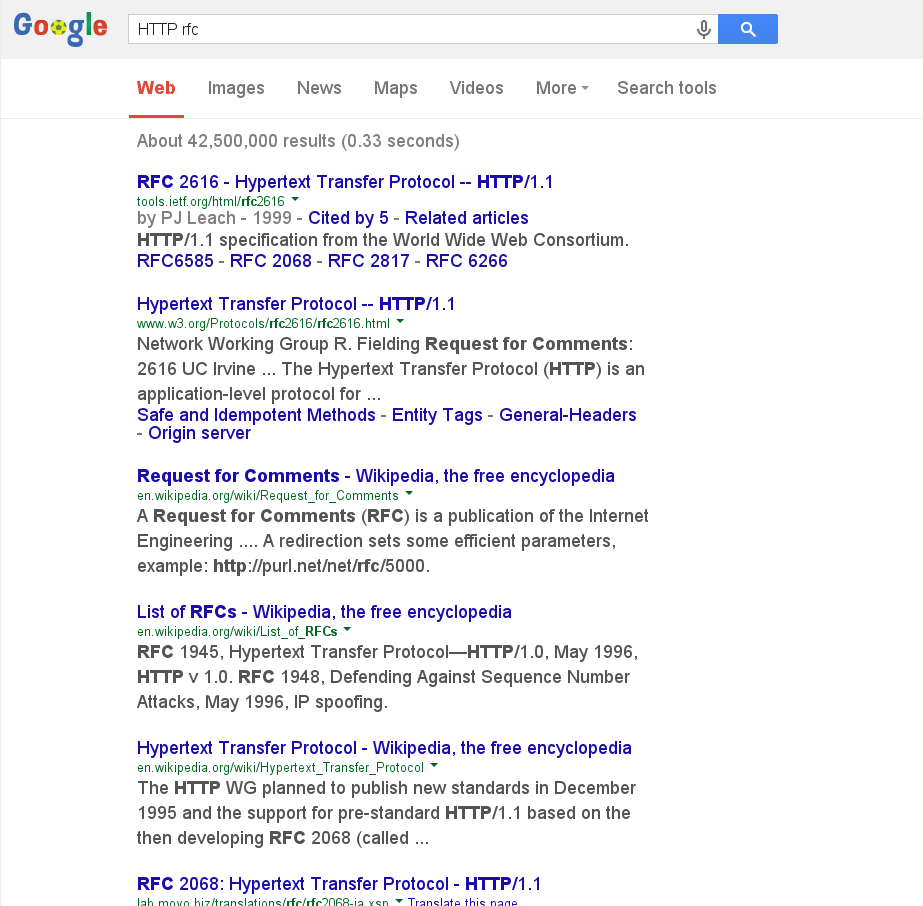 Google
HTTP rfc
Web Images News Maps Videos More Search tools
About 42,500,000 results (0.33 seconds)
RFC 2616 - Hypertext Transfer Protocol -- HTTP/1.1
tools.ietf.org/html/rfc2616
by PJ Leach - 1999 - Cited by 5 - Related articles
HTTP/1.1 specification from the World Wide Web Consortium.
RFC6585 - RFC 2068 - RFC 2817 - RFC 6266
Hypertext Transfer Protocol -- HTTP/1.1
www.w3.org/Protocols/rfc2616/rfc2616.html
Network Working Group R. Fielding Request for Comments:
2616 UC Irvine ... The Hypertext Transfer Protocol (HTTP) is an
application-level protocol for ...
Safe and Idempotent Methods - Entity Tags - General-Headers
- Origin server
Request for Comments - Wikipedia, the free encyclopedia
en.wikipedia.org/wiki/Request_for_Comments
A Request for Comments (RFC) is a publication of the Internet
Engineering .... A redirection sets some efficient parameters,
example: http://purl.net/net/rfc/5000.
List of RFCs - Wikipedia, the free encyclopedia
en.wikipedia.org/wiki/List_of_RFCs
RFC 1945, Hypertext Transfer Protocol—HTTP/1.0, May 1996,
HTTP v 1.0. RFC 1948, Defending Against Sequence Number
Attacks, May 1996, IP spoofing.
Hypertext Transfer Protocol - Wikipedia, the free encyclopedia
en.wikipedia.org/wiki/Hypertext_Transfer_Protocol
The HTTP WG planned to publish new standards in December
1995 and the support for pre-standard HTTP/1.1 based on the
then developing RFC 2068 (called ...
RFC 2068: Hypertext Transfer Protocol - HTTP/1.1
lab.moyo.biz/translations/rfc/rfc2068-ja.xsp Translate this page